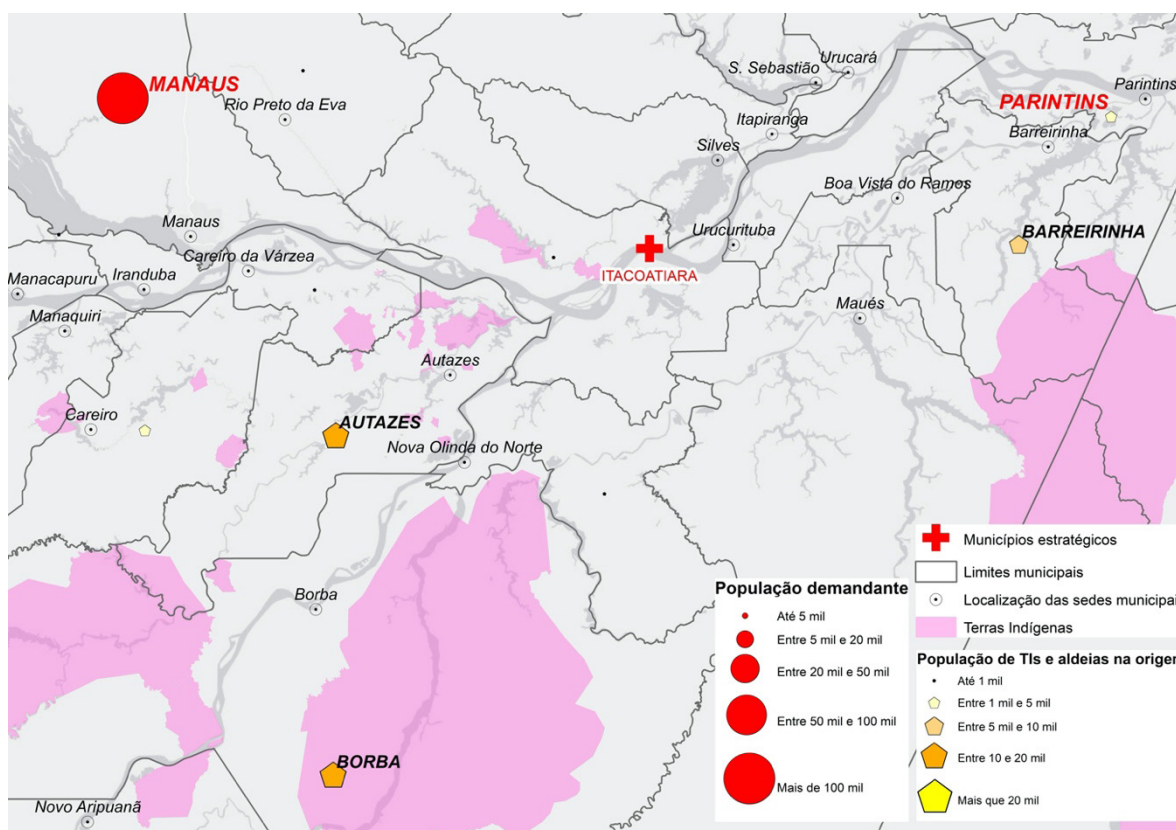 Urucará
S. Sebastião
MANAUS
Rio Preto da Eva
Parintins
PARINTINS
Itapiranga
Barreirinha
Silves
Boa Vista do Ramos
Manaus
Urucurituba
BARREIRINHA
Careiro da Várzea
ITACOATIARA
Manacapuru
Iranduba
Manaquiri
Maués
Autazes
Careiro
AUTAZES
Nova Olinda do Norte
Borba
BORBA
Novo Aripuanã
Municípios estratégicos
Limites municipais
Localização das sedes municipai
Terras Indígenas
População demandante
Até 5 mil
Entre 5 mil e 20 mil
Entre 20 mil e 50 mil
Entre 50 mil e 100 mil
Mais de 100 mil
População de TIs e aldeias na origen
Até 1 mil
Entre 1 mil e 5 mil
Entre 5 mil e 10 mil
Entre 10 e 20 mil
Mais que 20 mil